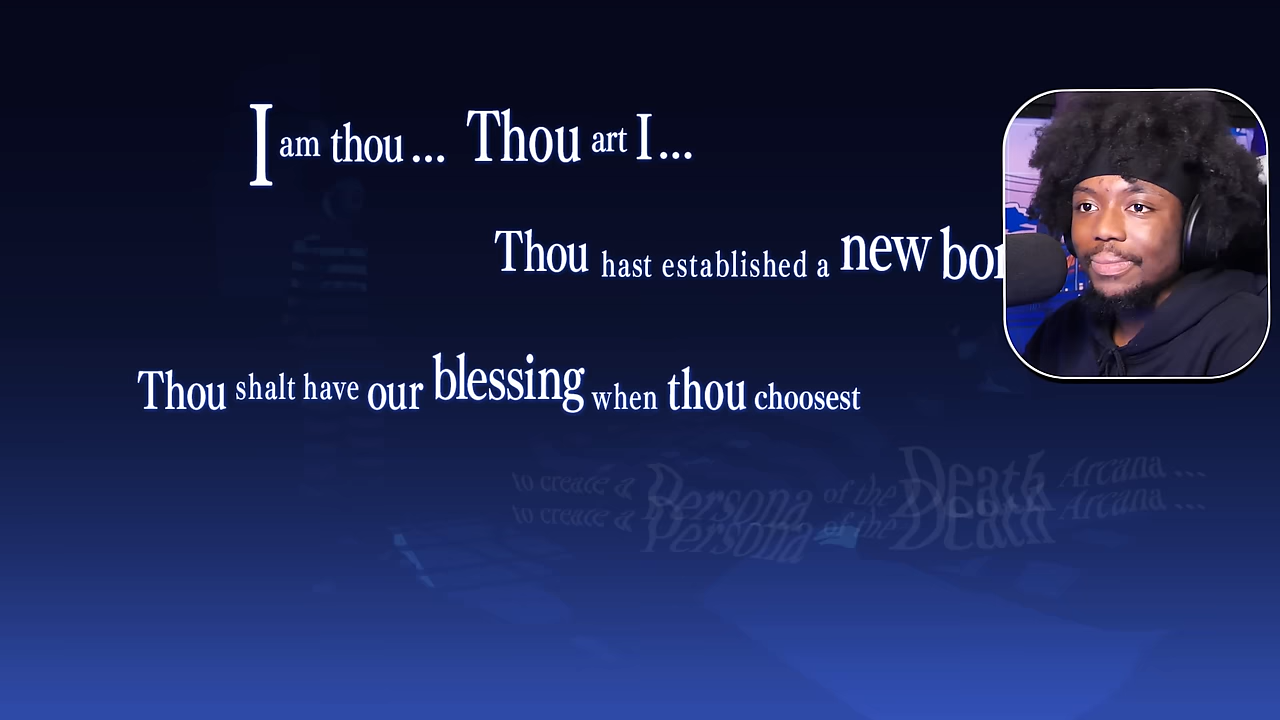 I am thou... Thou art I...
Thou hast established a new
Thou shalt have our blessing when thou choosest
to create a Persona of the Death Arcana...